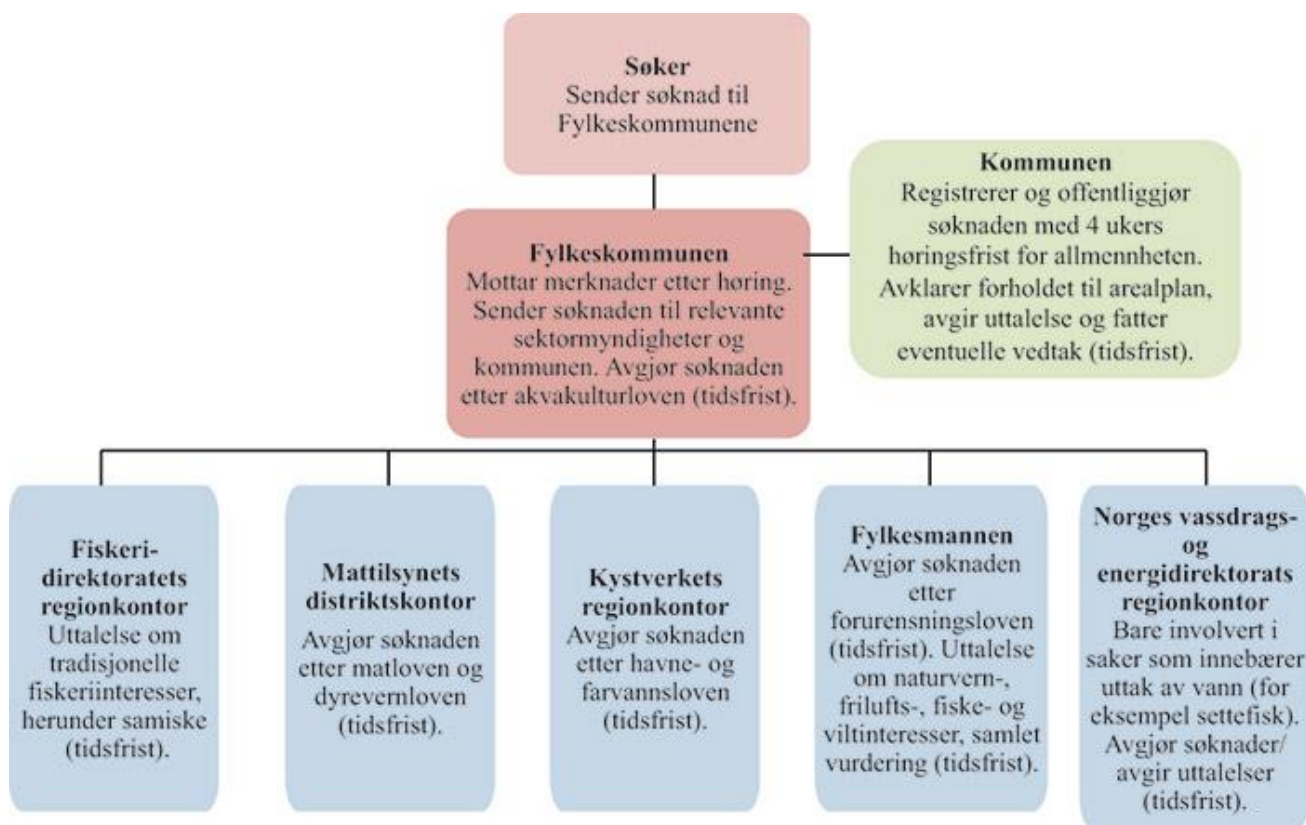 Søker
Sender søknad til
Fylkeskommunene
Kommunen
Registrerer og offentliggjør
søknaden med 4 ukers
høringsfrist for allmennheten.
Avklarer forholdet til arealplan,
avgir uttalelse og fatter
eventuelle vedtak (tidsfrist).
Fylkeskommunen
Mottar merknader etter høring.
Sender søknaden til relevante
sektormyndigheter og
kommunen. Avgjør søknaden
etter akvakulturloven (tidsfrist).
Fiskeri-
direktoratets
regionkontor
Uttalelse om
tradisjonelle
fiskeriinteresser,
herunder samiske
(tidsfrist).
Mattilsynets
distriktskontor
Avgjør søknaden
etter matloven og
dyrevernloven
(tidsfrist).
Kystverkets
regionkontor
Avgjør søknaden
etter havne- og
farvannsloven
(tidsfrist).
Fylkesmannen
Avgjør søknaden
etter
forurensningsloven
(tidsfrist). Uttalelse
om naturvern-,
frilufts-, fiske- og
viltinteresser, samlet
vurdering (tidsfrist).
Norges vassdrags-
og
energidirektorats
regionkontor
Bare involvert i
saker som innebærer
uttak av vann (for
eksempel settefisk).
Avgjør søknader/
avgir uttalelser
(tidsfrist).